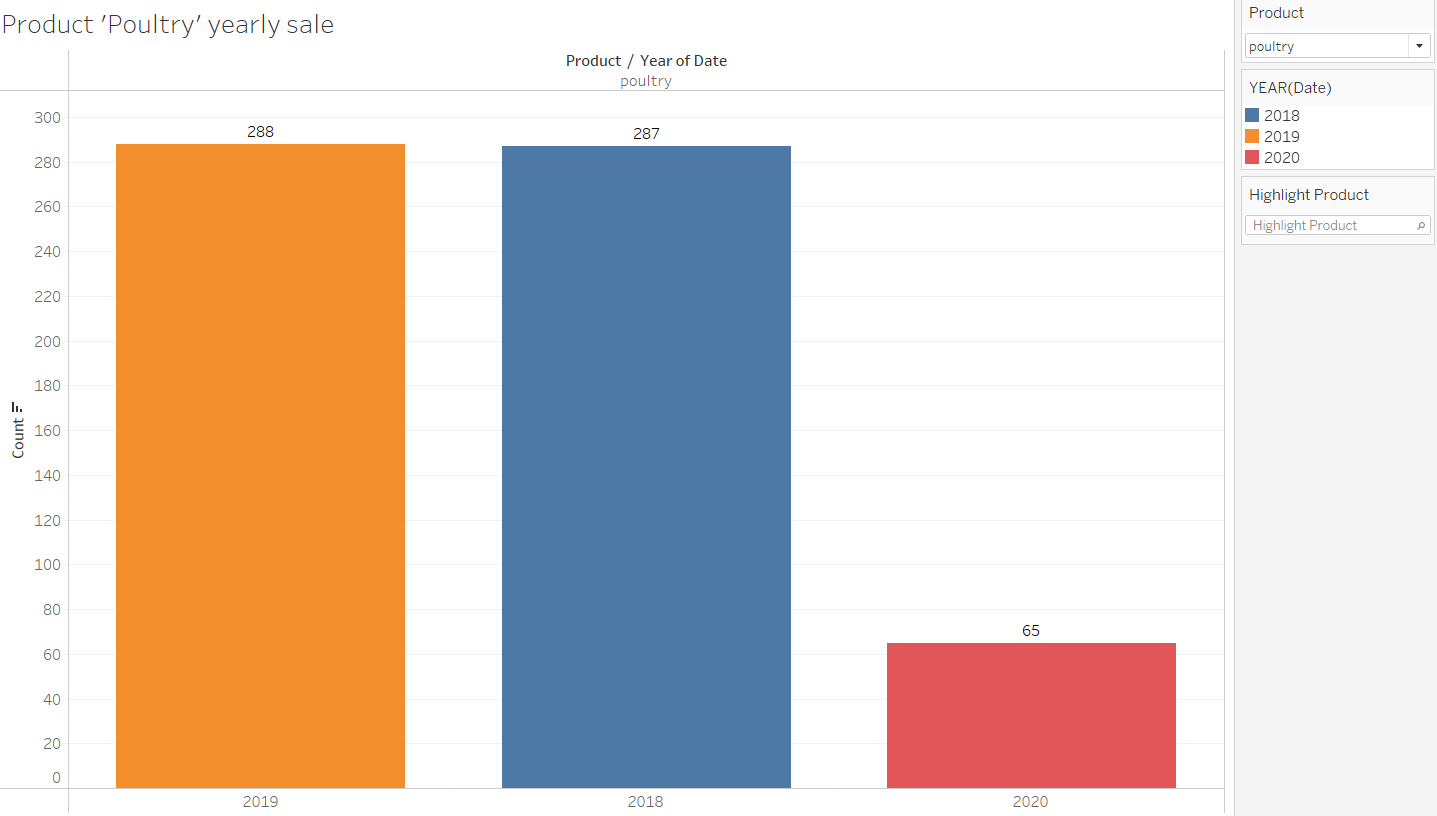 Product 'Poultry' yearly sale
Product / Year of Date
poultry
300
280
260
240
220
200
180
160
140
120
100
80
60
40
20
0
Count
288
287
65
2019
2018
2020
Product
poultry
YEAR(Date)
2018
2019
2020
Highlight Product
Highlight Product